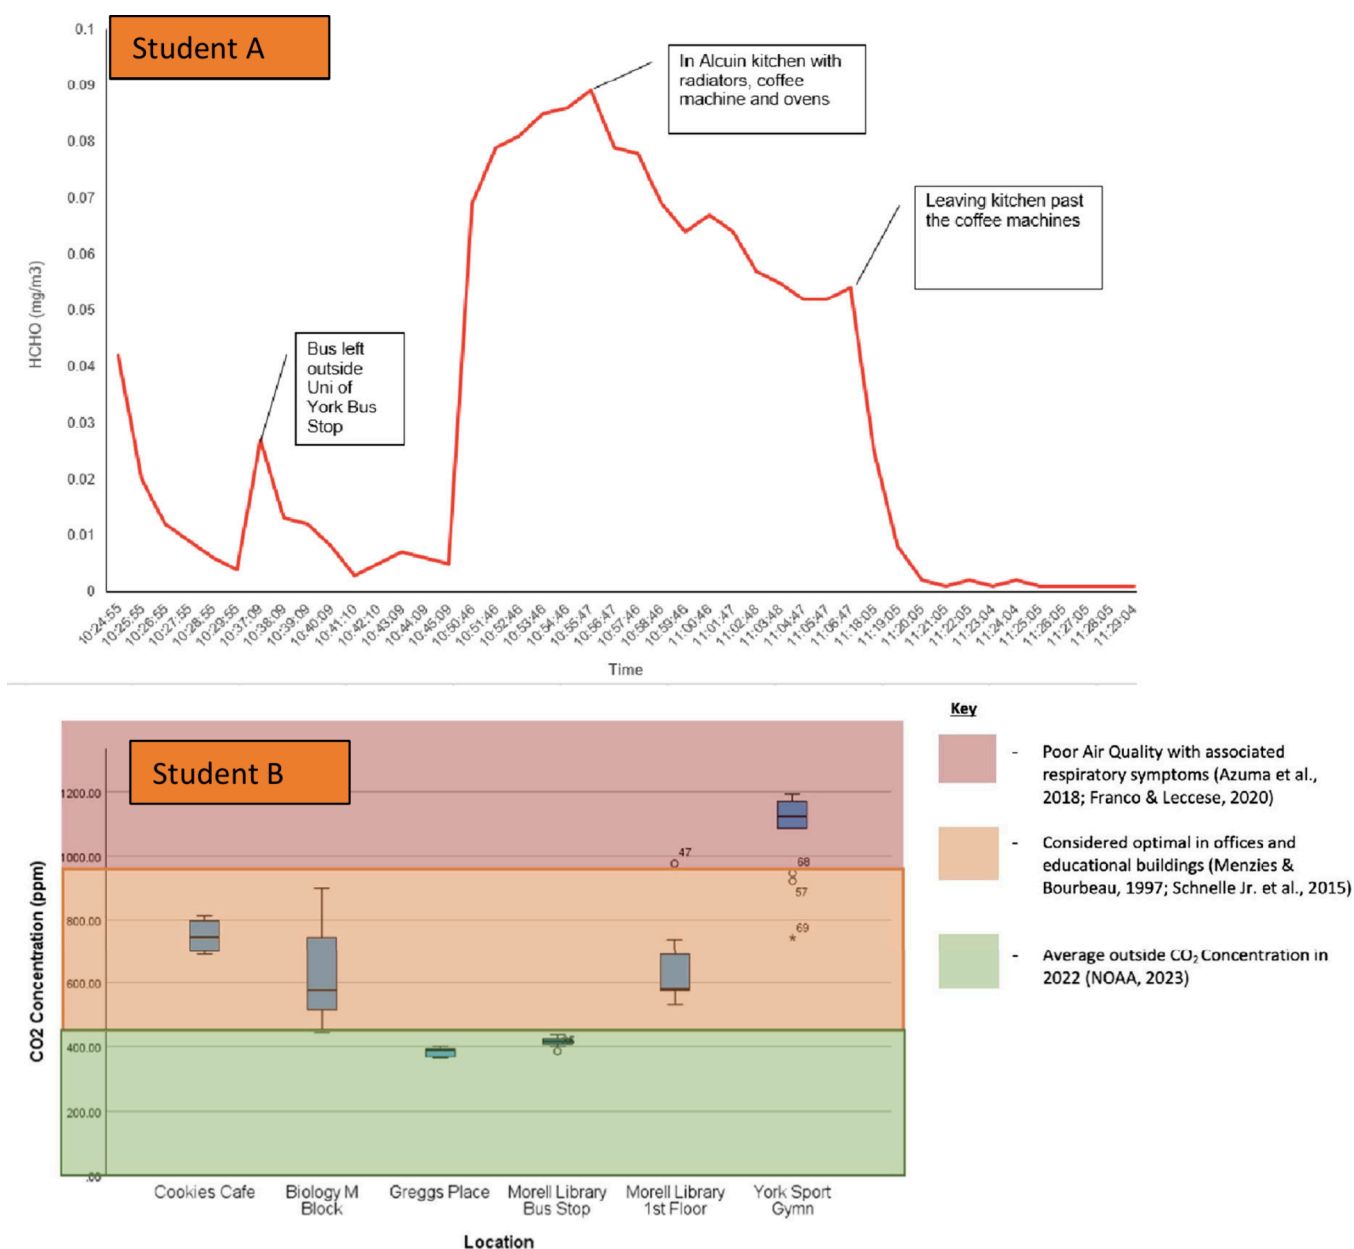 Student A
0.1
0.09
0.08
0.07
0.06
0.05
0.04
0.03
0.02
0.01
0
HCHO (mg/m3)
In Alcuin kitchen with
radiators, coffee
machine and ovens
Leaving kitchen past
the coffee machines
Bus left
outside
Uni of
York Bus
Stop
10:24:55
10:25:55
10:26:55
10:27:55
10:28:55
10:29:55
10:37:09
10:38:09
10:39:09
10:40:09
10:41:10
10:42:10
10:43:09
10:44:09
10:45:09
10:50:46
10:51:46
10:52:46
10:53:46
10:54:46
10:55:47
10:56:47
10:57:46
10:58:46
10:59:46
11:00:46
11:01:47
11:02:48
11:03:48
11:04:47
11:05:47
11:06:47
11:18:05
11:19:05
11:20:05
11:21:05
11:22:05
11:23:04
11:24:04
11:25:05
11:26:05
11:27:05
11:28:05
11:29:04
Time
Student B
1200.00
1000.00
800.00
600.00
400.00
200.00
.00
CO2 Concentration (ppm)
47
68
57
69
Cookies Cafe
Biology M
Block
Greggs Place
Morell Library
Bus Stop
Morell Library
1st Floor
York Sport
Gymn
Location
Key
- Poor Air Quality with associated
respiratory symptoms (Azuma et al.,
2018; Franco & Leccese, 2020)
- Considered optimal in offices and
educational buildings (Menzies &
Bourbeau, 1997; Schnelle Jr. et al., 2015)
- Average outside CO₂ Concentration in
2022 (NOAA, 2023)